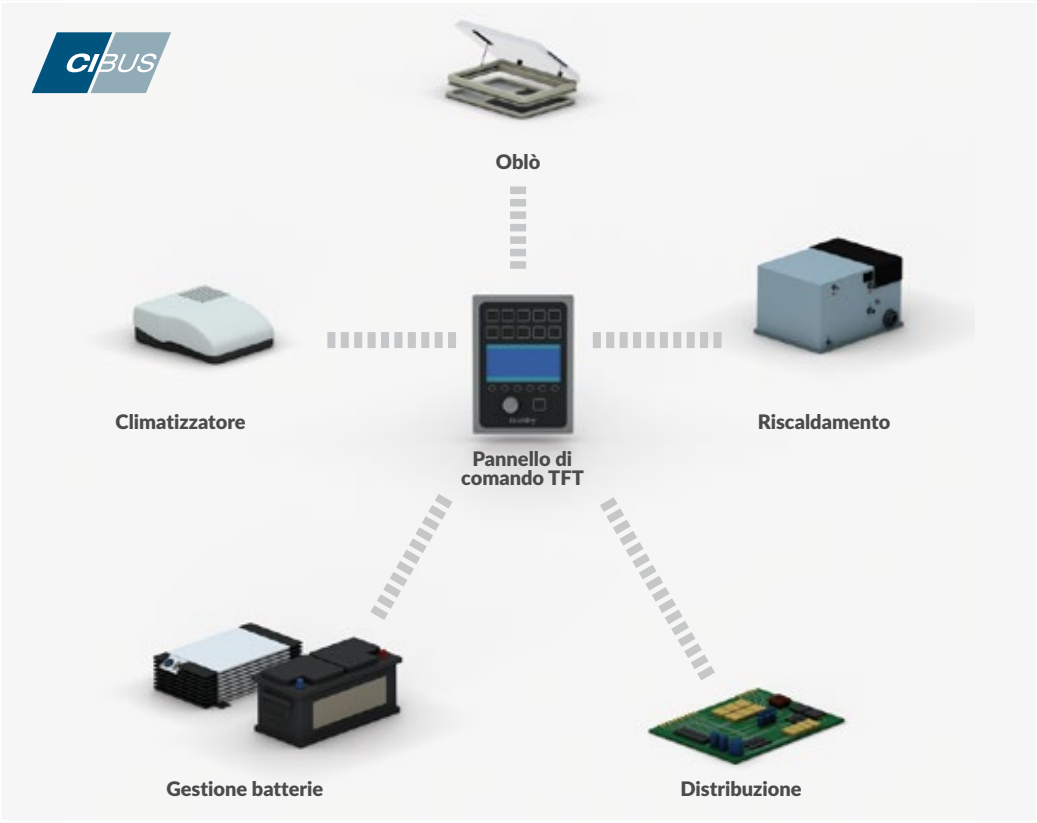 CIBUS
Oblò
Climatizzatore
Riscaldamento
Pannello di
comando TFT
Gestione batterie
Distribuzione